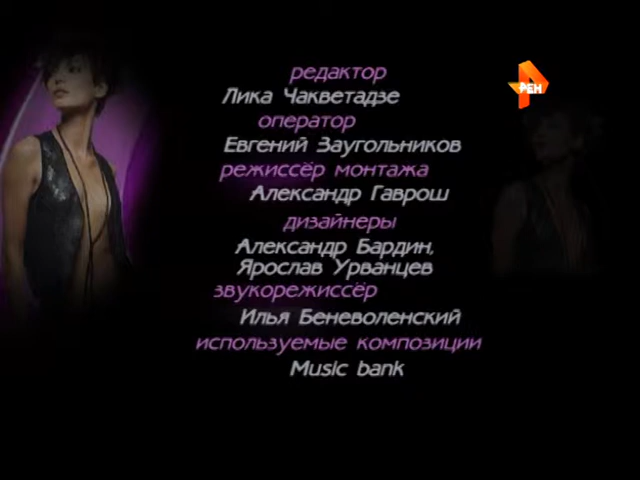 редактор
РЕН
Лика Чакветадзе
оператор
Евгений Заугольников
режиссёр монтажа
Александр Гаврош
дизайнеры
Александр Бардин,
Ярослав Урванцев
звукорежиссёр
Илья Беневоленский
используемые композиции
Music bank